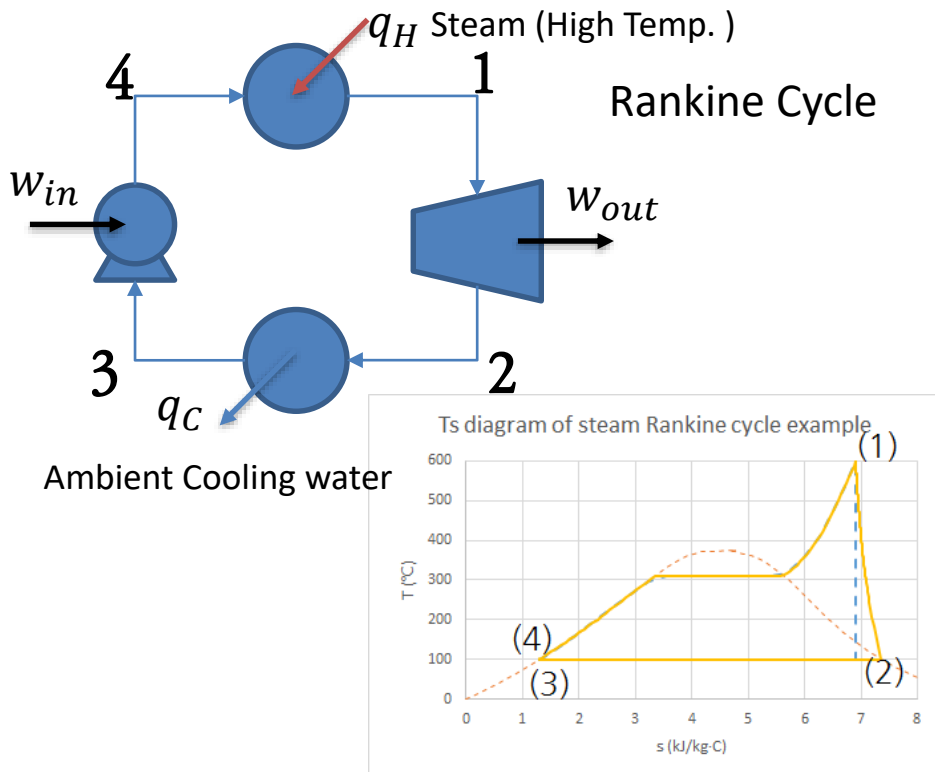 q_H Steam (High Temp. )
4
1
Rankine Cycle
w_in
w_out
3
2
q_C
Ambient Cooling water
Ts diagram of steam Rankine cycle example
(1)
600
500
400
300
200
100
0
T (℃)
(4)
(3)
(2)
0 1 2 3 4 5 6 7 8
s (kJ/kg·C)